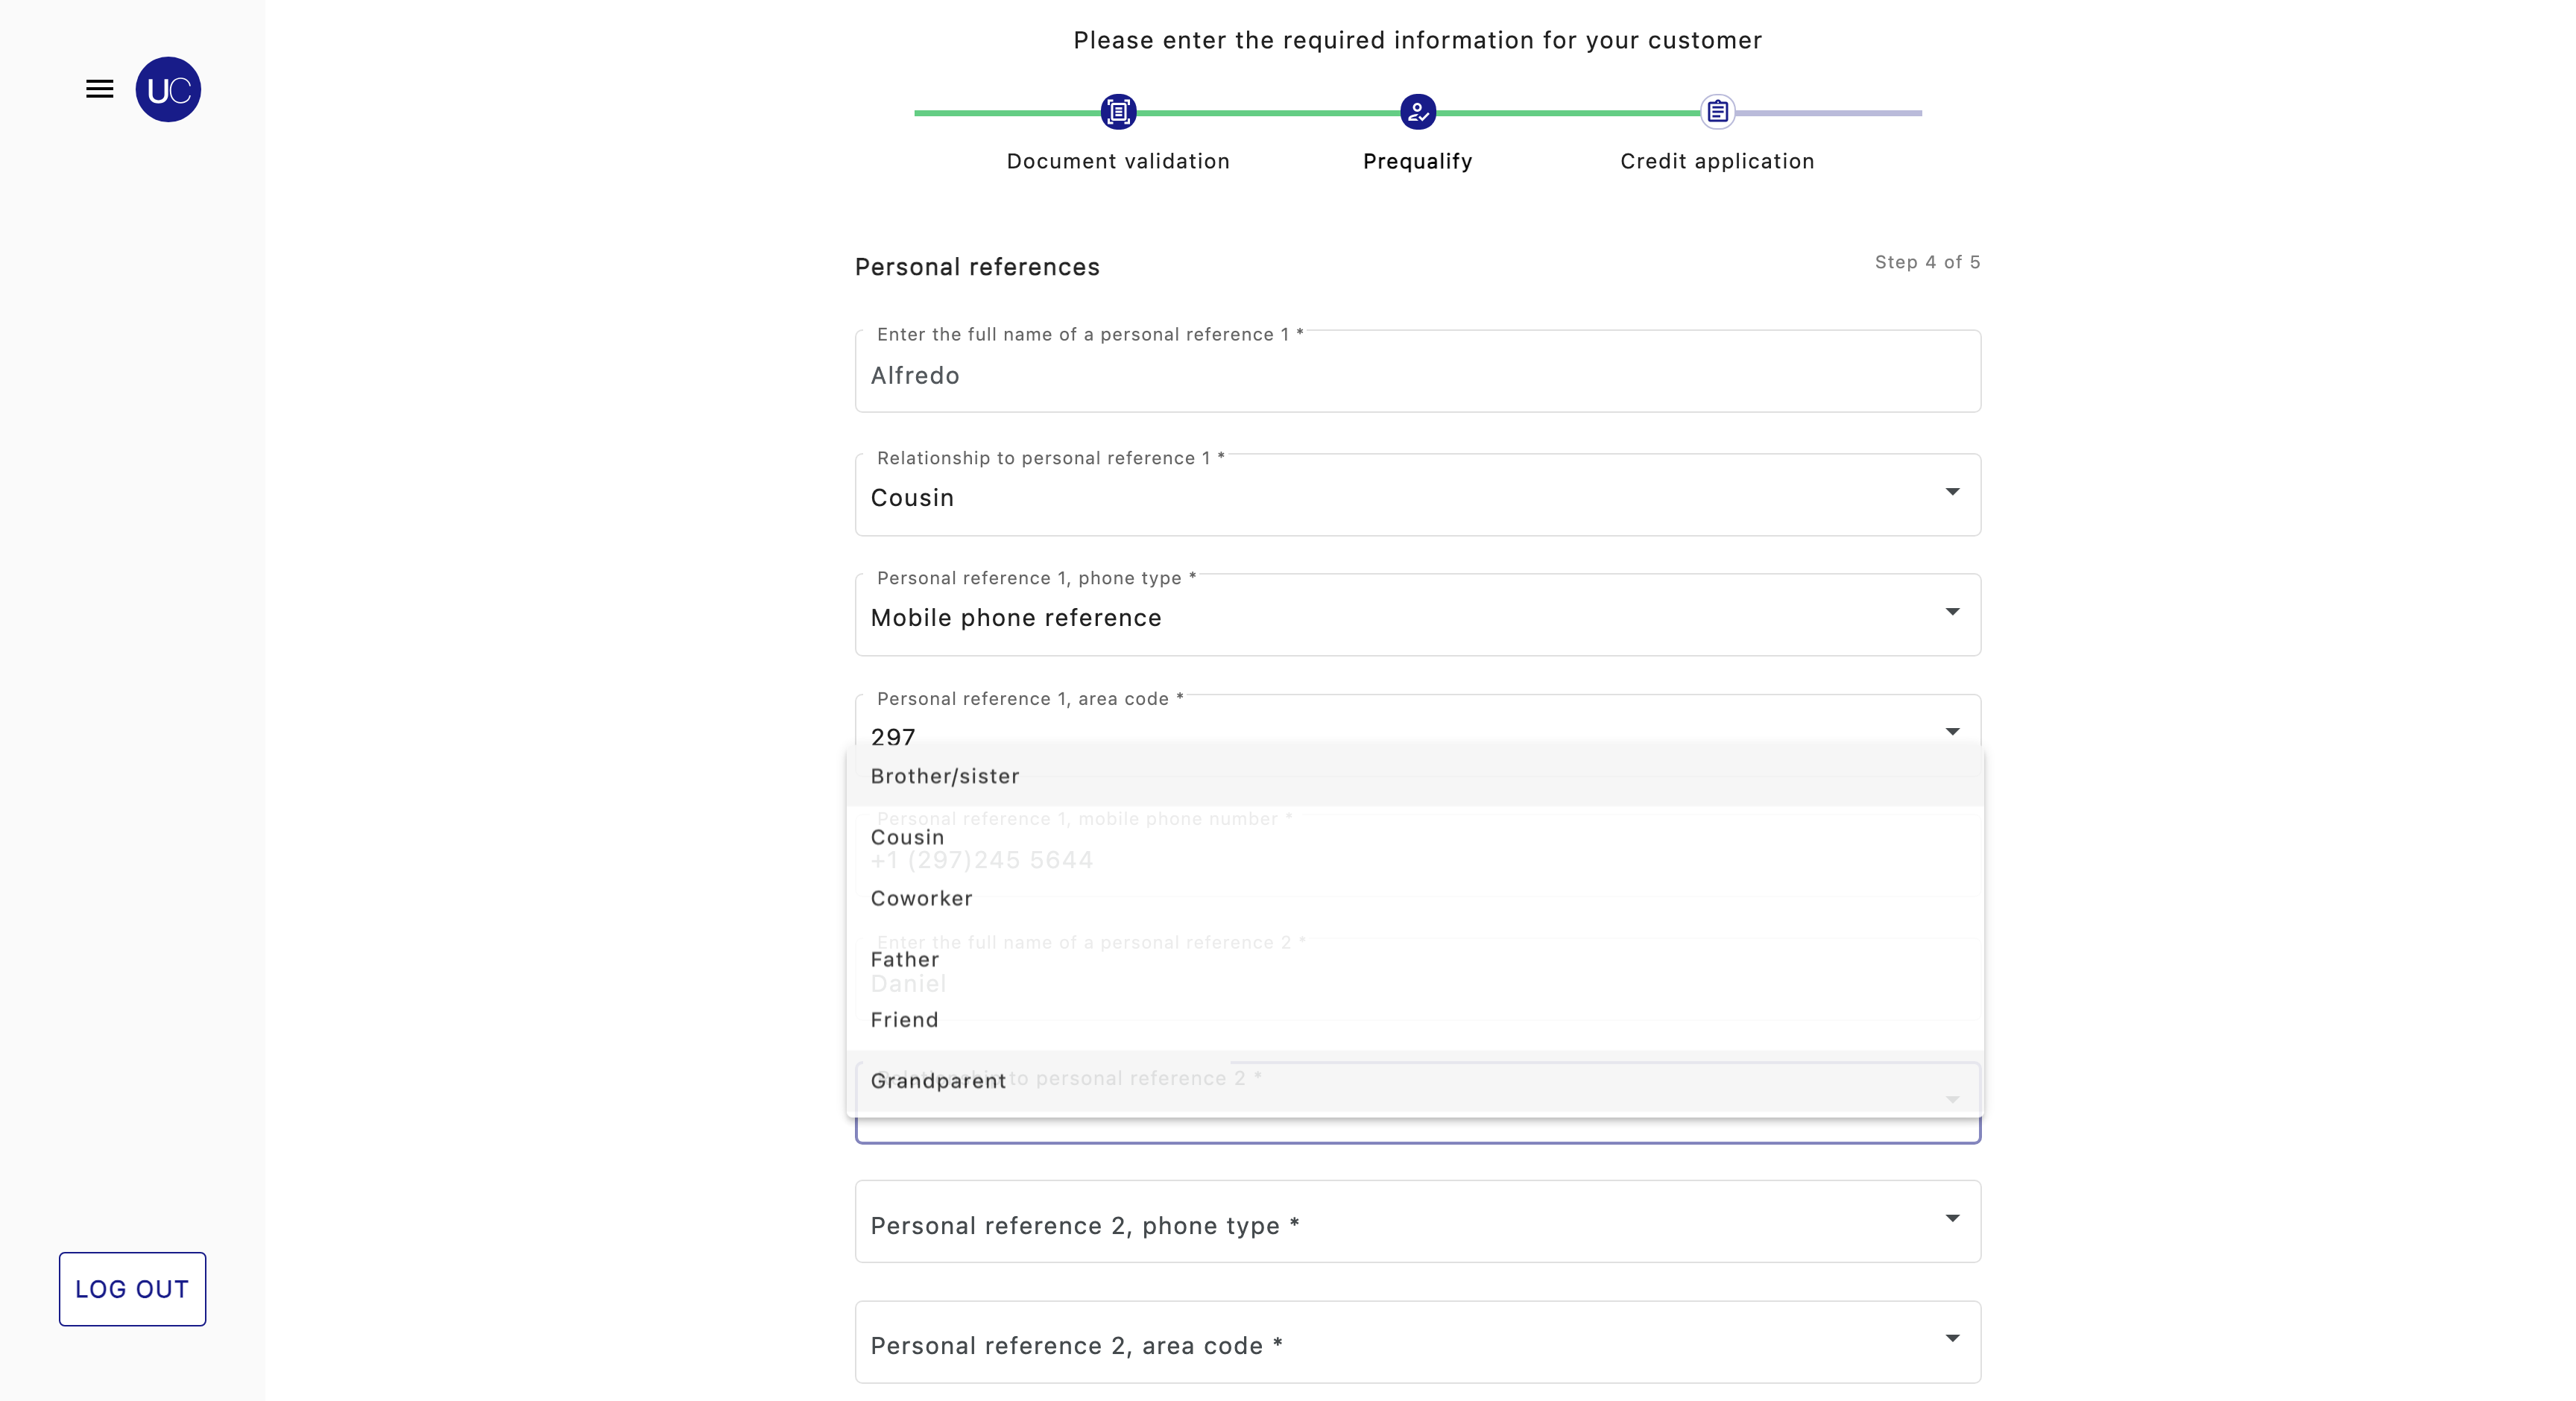 Please enter the required information for your customer
UC
Document validation
Prequalify
Credit application
Personal references
Step 4 of 5
Enter the full name of a personal reference 1 *
Alfredo
Relationship to personal reference 1 *
Cousin
Personal reference 1, phone type *
Mobile phone reference
Personal reference 1, area code *
297
Brother/sister
Personal reference 1, mobile phone number *
Cousin
+1 (297)245 5644
Coworker
Enter the full name of a personal reference 2 *
Father
Daniel
Friend
Relationship to personal reference 2 *
Grandparent
Personal reference 2, phone type *
Personal reference 2, area code *
LOG OUT